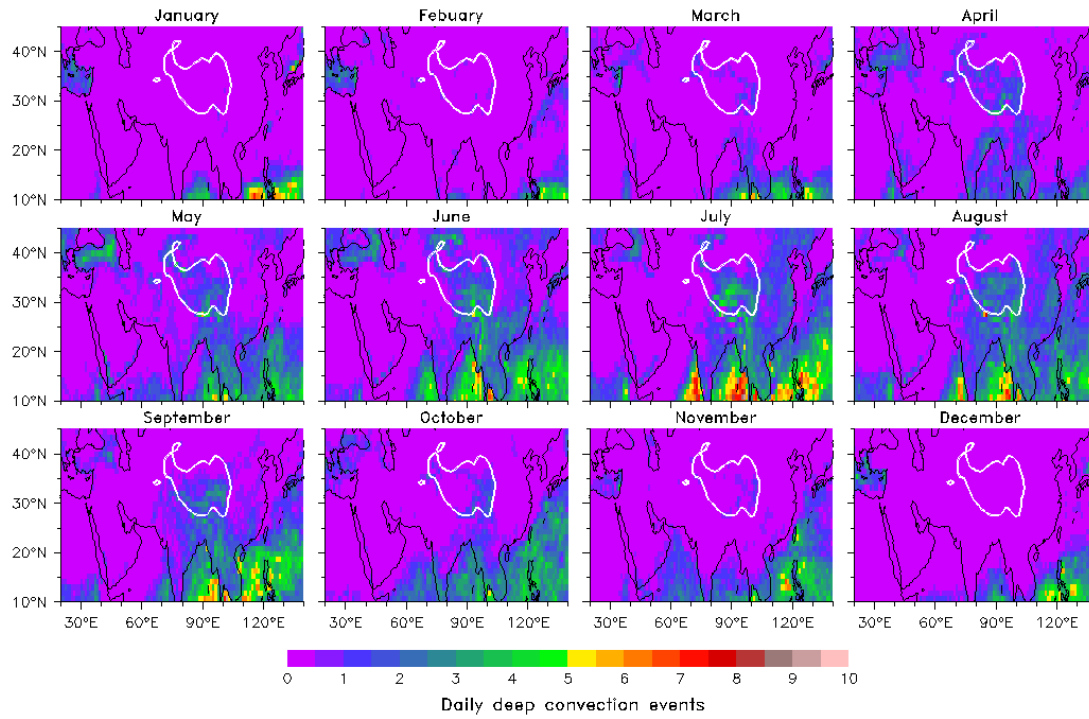 January Febuary March April
40°N
30°N
20°N
10°N
May June July August
40°N
30°N
20°N
10°N
September October November December
40°N
30°N
20°N
10°N
30°E 60°E 90°E 120°E 30°E 60°E 90°E 120°E 30°E 60°E 90°E 120°E 30°E 60°E 90°E 120°E
0 1 2 3 4 5 6 7 8 9 10
Daily deep convection events